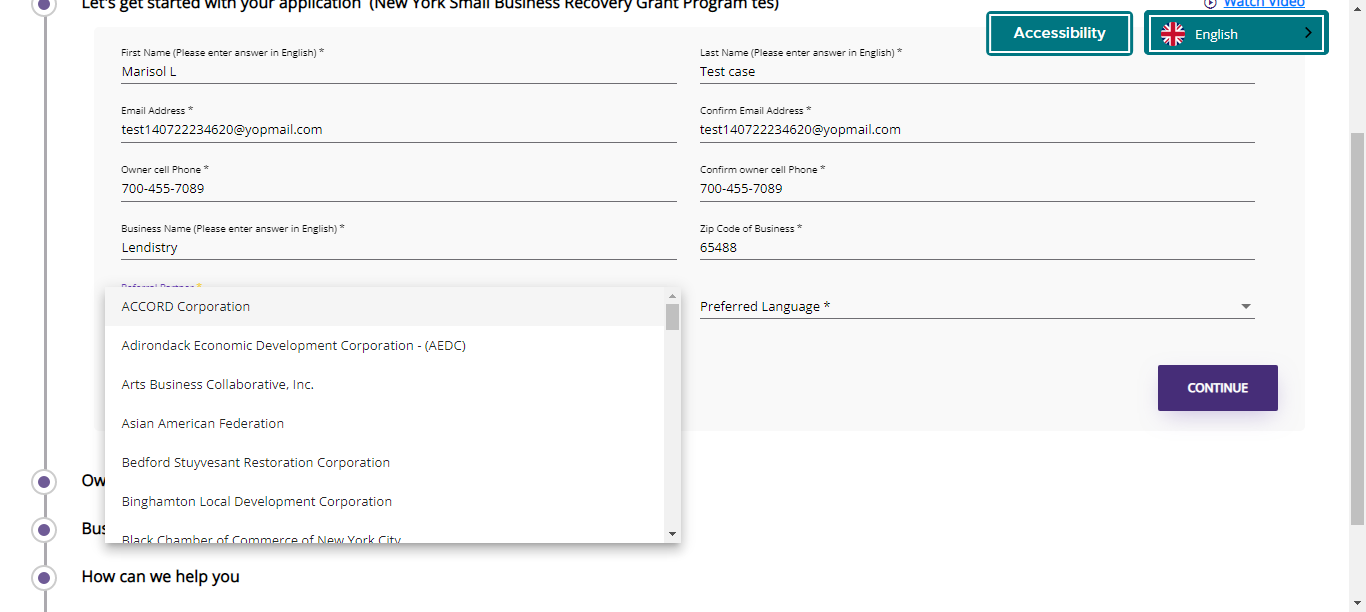 Let's get started with your application (New York Small Business Recovery Grant Program tes)
Watch Video
Accessibility
English
First Name (Please enter answer in English) *
Marisol L
Last Name (Please enter answer in English) *
Test case
Email Address *
test140722234620@yopmail.com
Confirm Email Address *
test140722234620@yopmail.com
Owner cell Phone *
700-455-7089
Confirm owner cell Phone *
700-455-7089
Business Name (Please enter answer in English) *
Lendistry
Zip Code of Business *
65488
Referral Partner *
ACCORD Corporation
Preferred Language *
Adirondack Economic Development Corporation - (AEDC)
Arts Business Collaborative, Inc.
CONTINUE
Asian American Federation
Bedford Stuyvesant Restoration Corporation
Ow
Binghamton Local Development Corporation
Bus
Black Chamber of Commerce of New York City
How can we help you